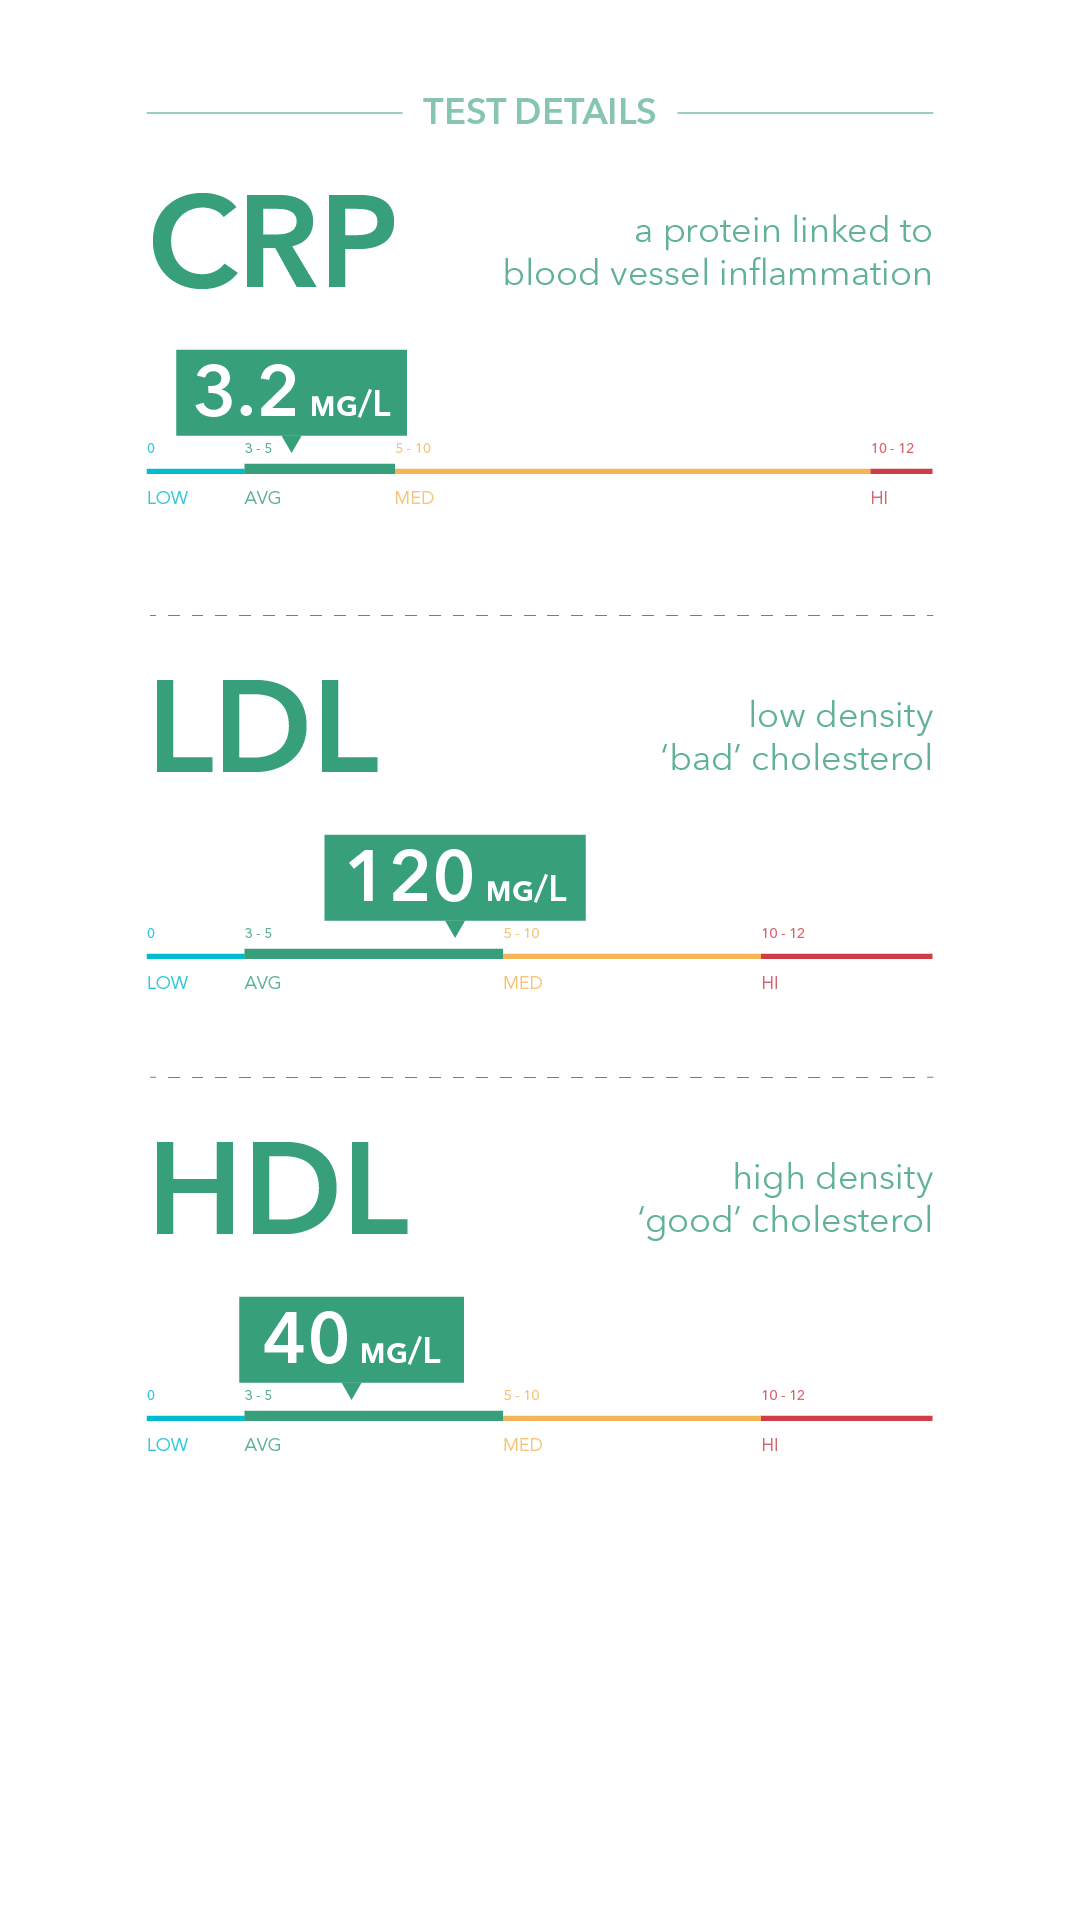 TEST DETAILS
CRP
a protein linked to
blood vessel inflammation
3.2 MG/L
0 3 - 5 5 - 10 10 - 12
LOW AVG MED HI
LDL
low density
‘bad’ cholesterol
120 MG/L
0 3 - 5 5 - 10 10 - 12
LOW AVG MED HI
HDL
high density
‘good’ cholesterol
40 MG/L
0 3 - 5 5 - 10 10 - 12
LOW AVG MED HI